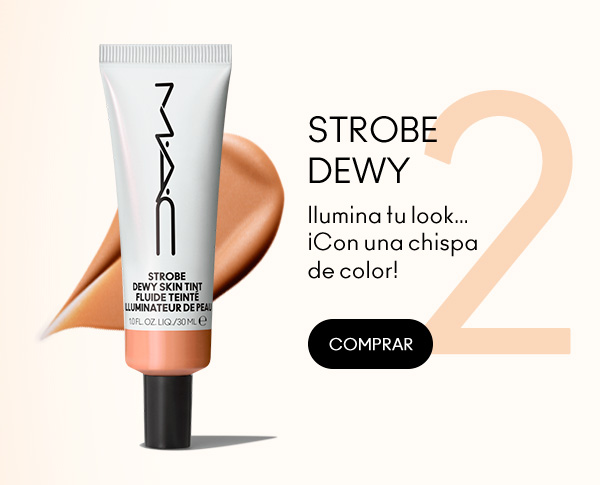 MAC
STROBE
DEWY SKIN TINT
FLUIDE TEINTÉ
ILLUMINATEUR DE PEAU
1.0 FL. OZ. LIQ./30 ML e
2
STROBE
DEWY
Ilumina tu look...
¡Con una chispa
de color!
COMPRAR